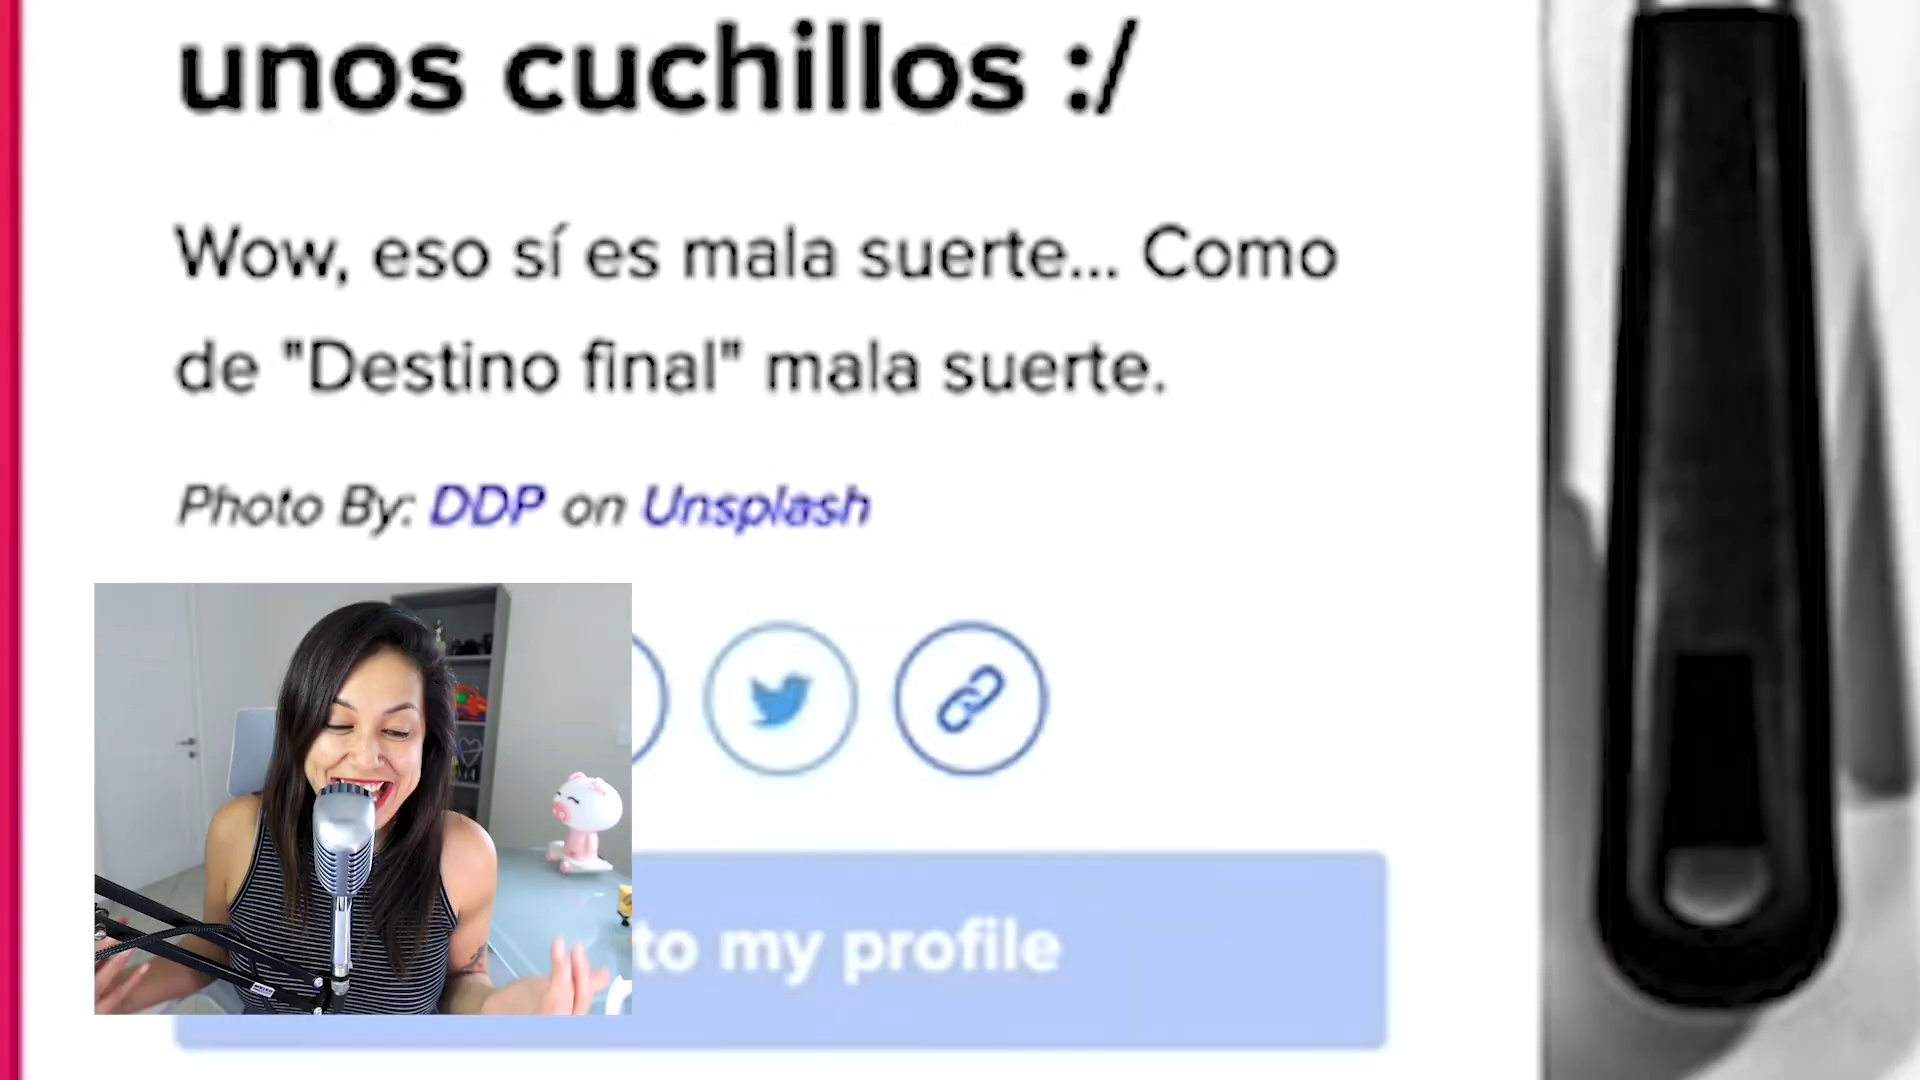 unos cuchillos :/
Wow, eso sí es mala suerte... Como
de "Destino final" mala suerte.
Photo By: DDP on Unsplash
to my profile